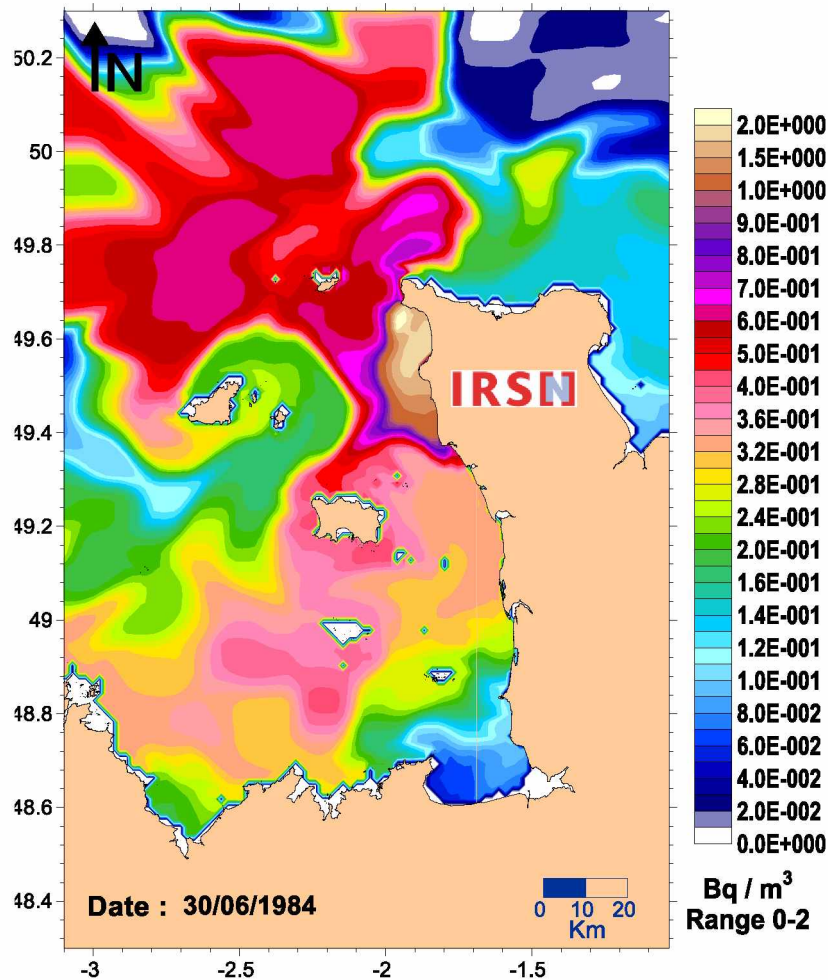 50.2
50
49.8
49.6
49.4
49.2
49
48.8
48.6
48.4
N
IRSN
Date : 30/06/1984
0 10 20
Km
-3 -2.5 -2 -1.5
2.0E+000
1.5E+000
1.0E+000
9.0E-001
8.0E-001
7.0E-001
6.0E-001
5.0E-001
4.0E-001
3.6E-001
3.2E-001
2.8E-001
2.4E-001
2.0E-001
1.6E-001
1.2E-001
1.0E-001
8.0E-002
6.0E-002
4.0E-002
2.0E-002
0.0E+000
Bq / m³
Range 0-2